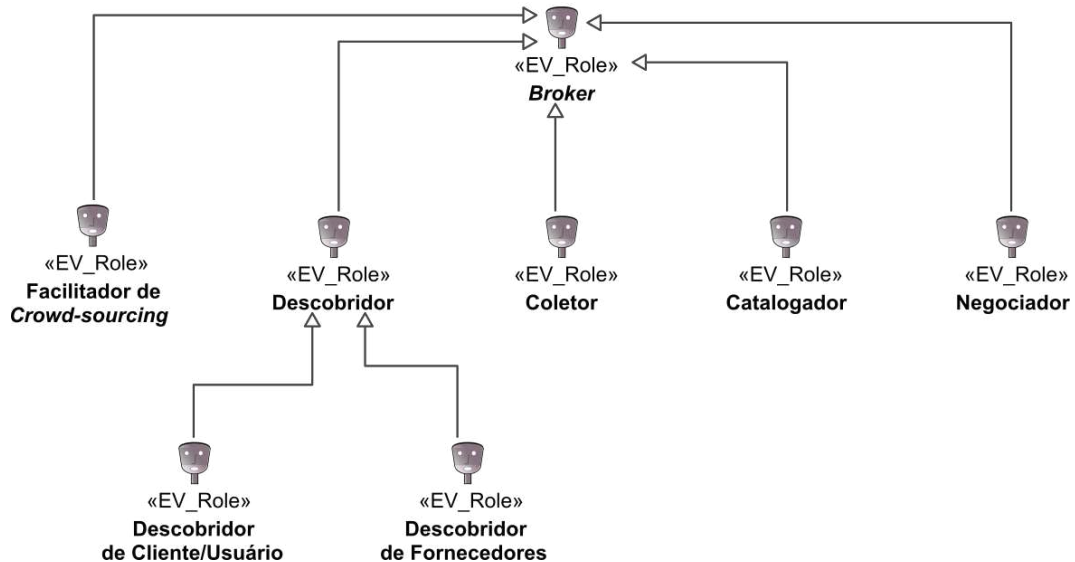 «EV_Role»
Broker
«EV_Role»
Facilitador de
Crowd-sourcing
«EV_Role»
Descobridor
«EV_Role»
Coletor
«EV_Role»
Catalogador
«EV_Role»
Negociador
«EV_Role»
Descobridor
de Cliente/Usuário
«EV_Role»
Descobridor
de Fornecedores